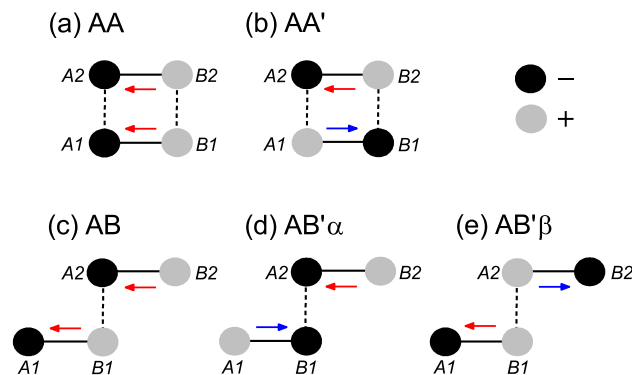 (a) AA
(b) AA'
A2 B2
A2 B2
−
A1 B1
A1 B1
+
(c) AB
(d) AB'α
(e) AB'β
A2 B2
A2 B2
A2 B2
A1 B1
A1 B1
A1 B1